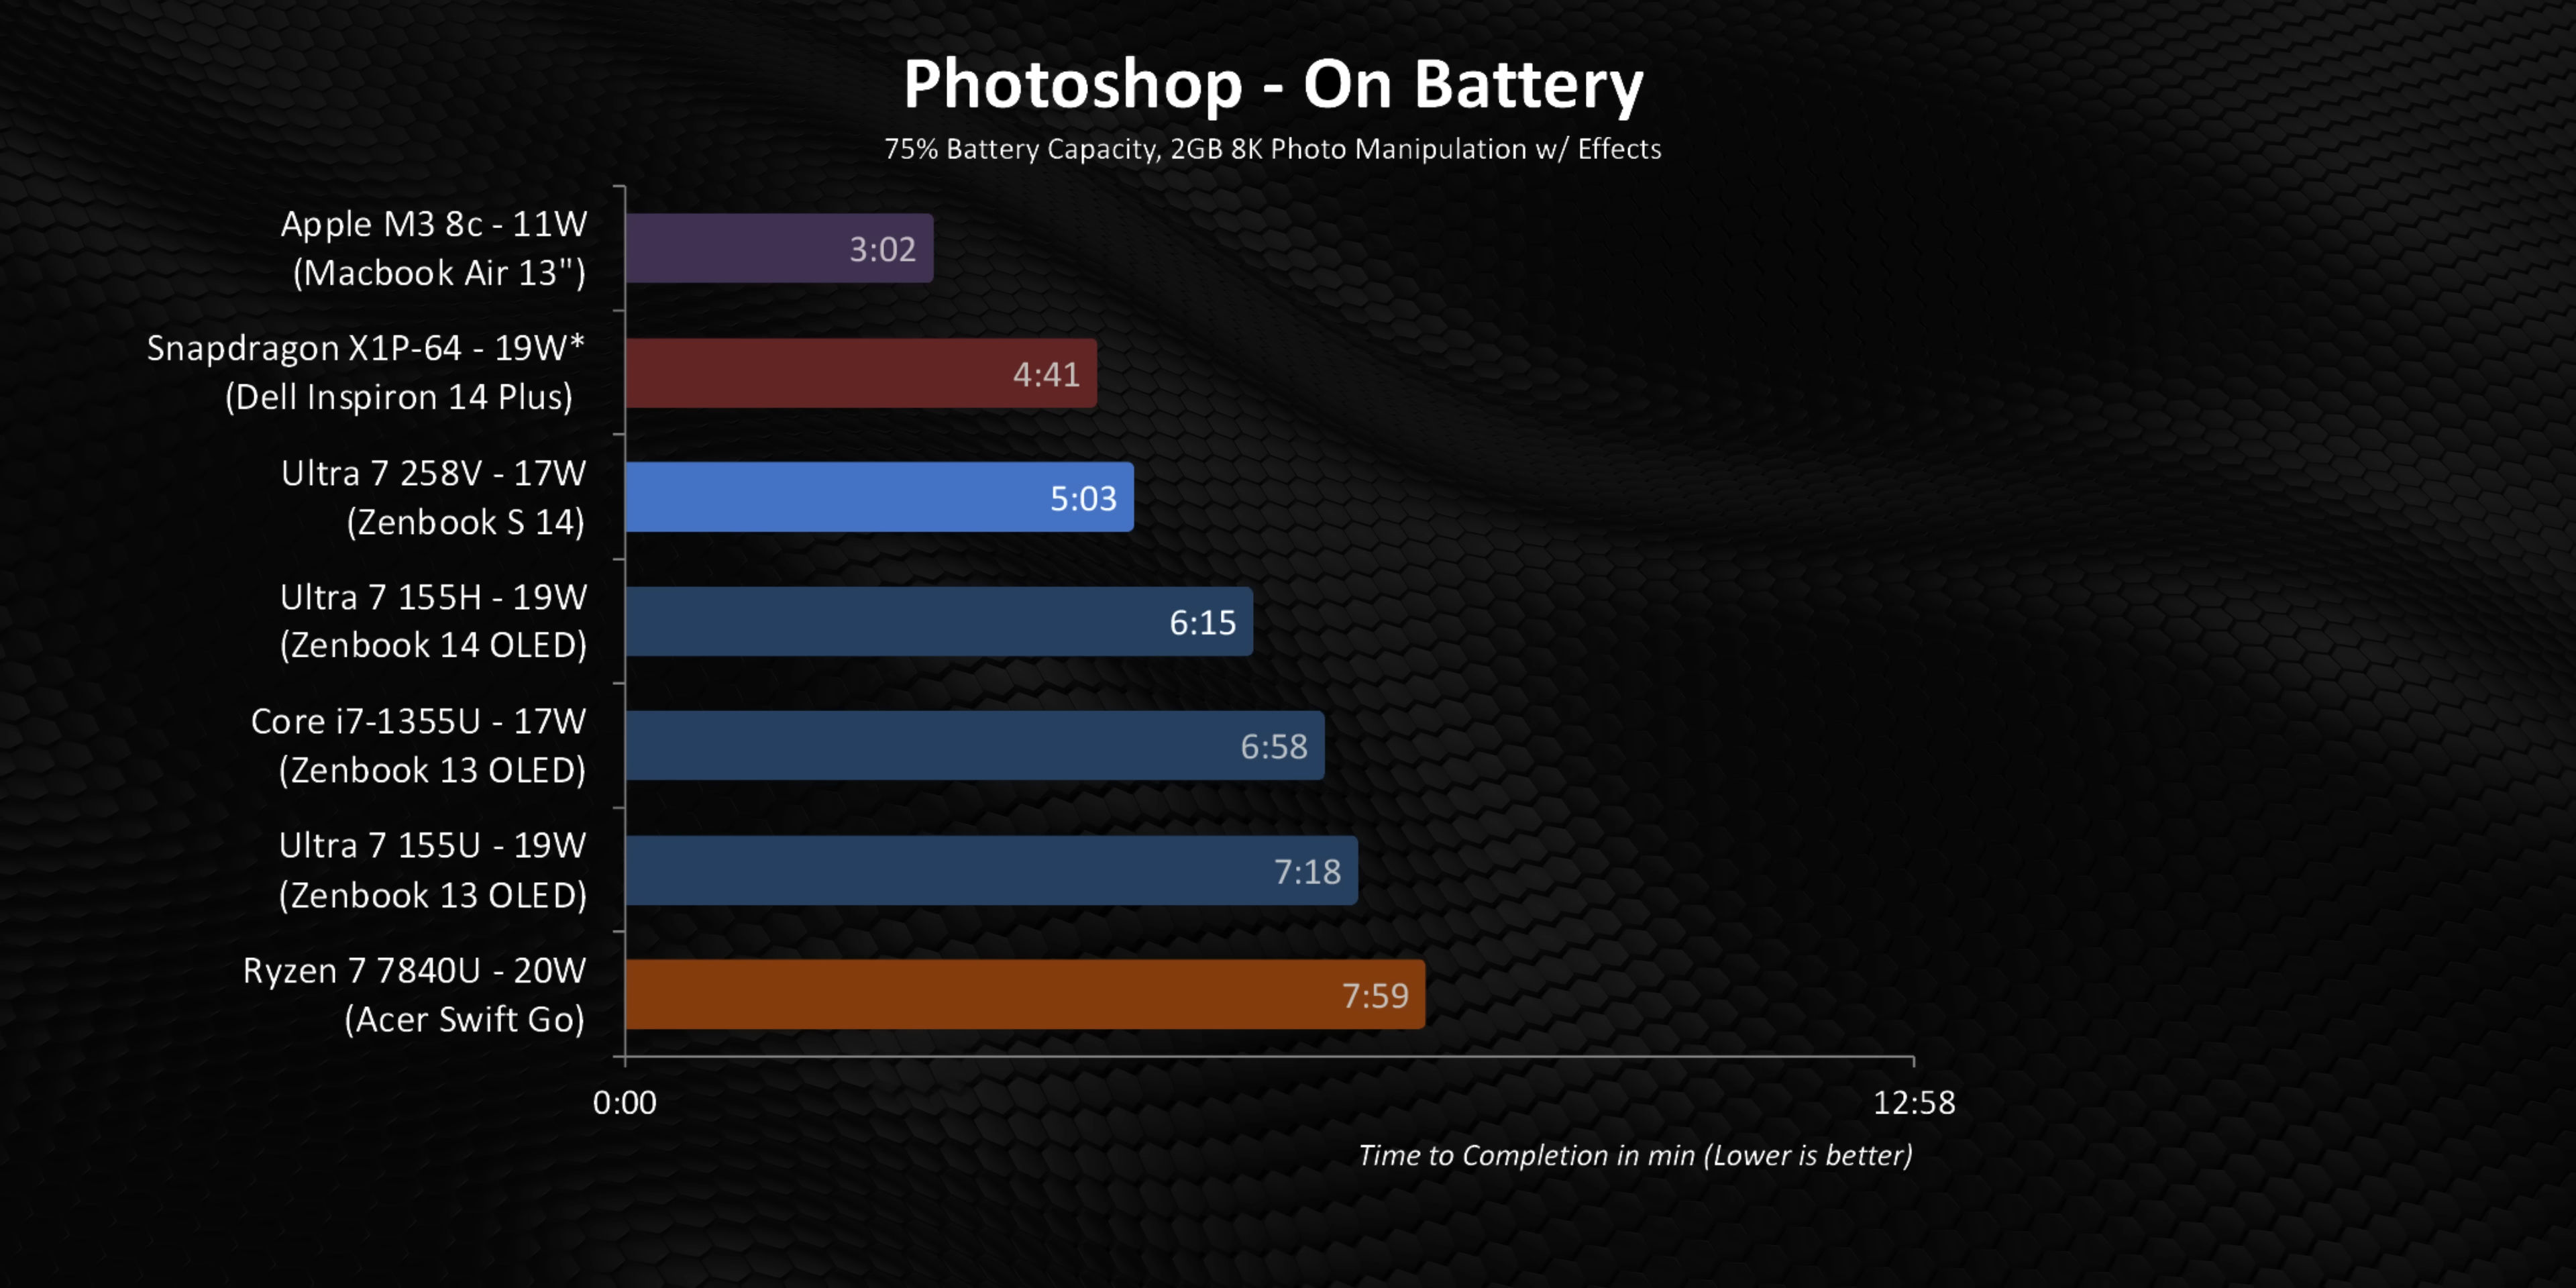 Photoshop - On Battery
75% Battery Capacity, 2GB 8K Photo Manipulation w/ Effects
Apple M3 8c - 11W
(Macbook Air 13")
3:02
Snapdragon X1P-64 - 19W*
(Dell Inspiron 14 Plus)
4:41
Ultra 7 258V - 17W
(Zenbook S 14)
5:03
Ultra 7 155H - 19W
(Zenbook 14 OLED)
6:15
Core i7-1355U - 17W
(Zenbook 13 OLED)
6:58
Ultra 7 155U - 19W
(Zenbook 13 OLED)
7:18
Ryzen 7 7840U - 20W
(Acer Swift Go)
7:59
0:00
12:58
Time to Completion in min (Lower is better)